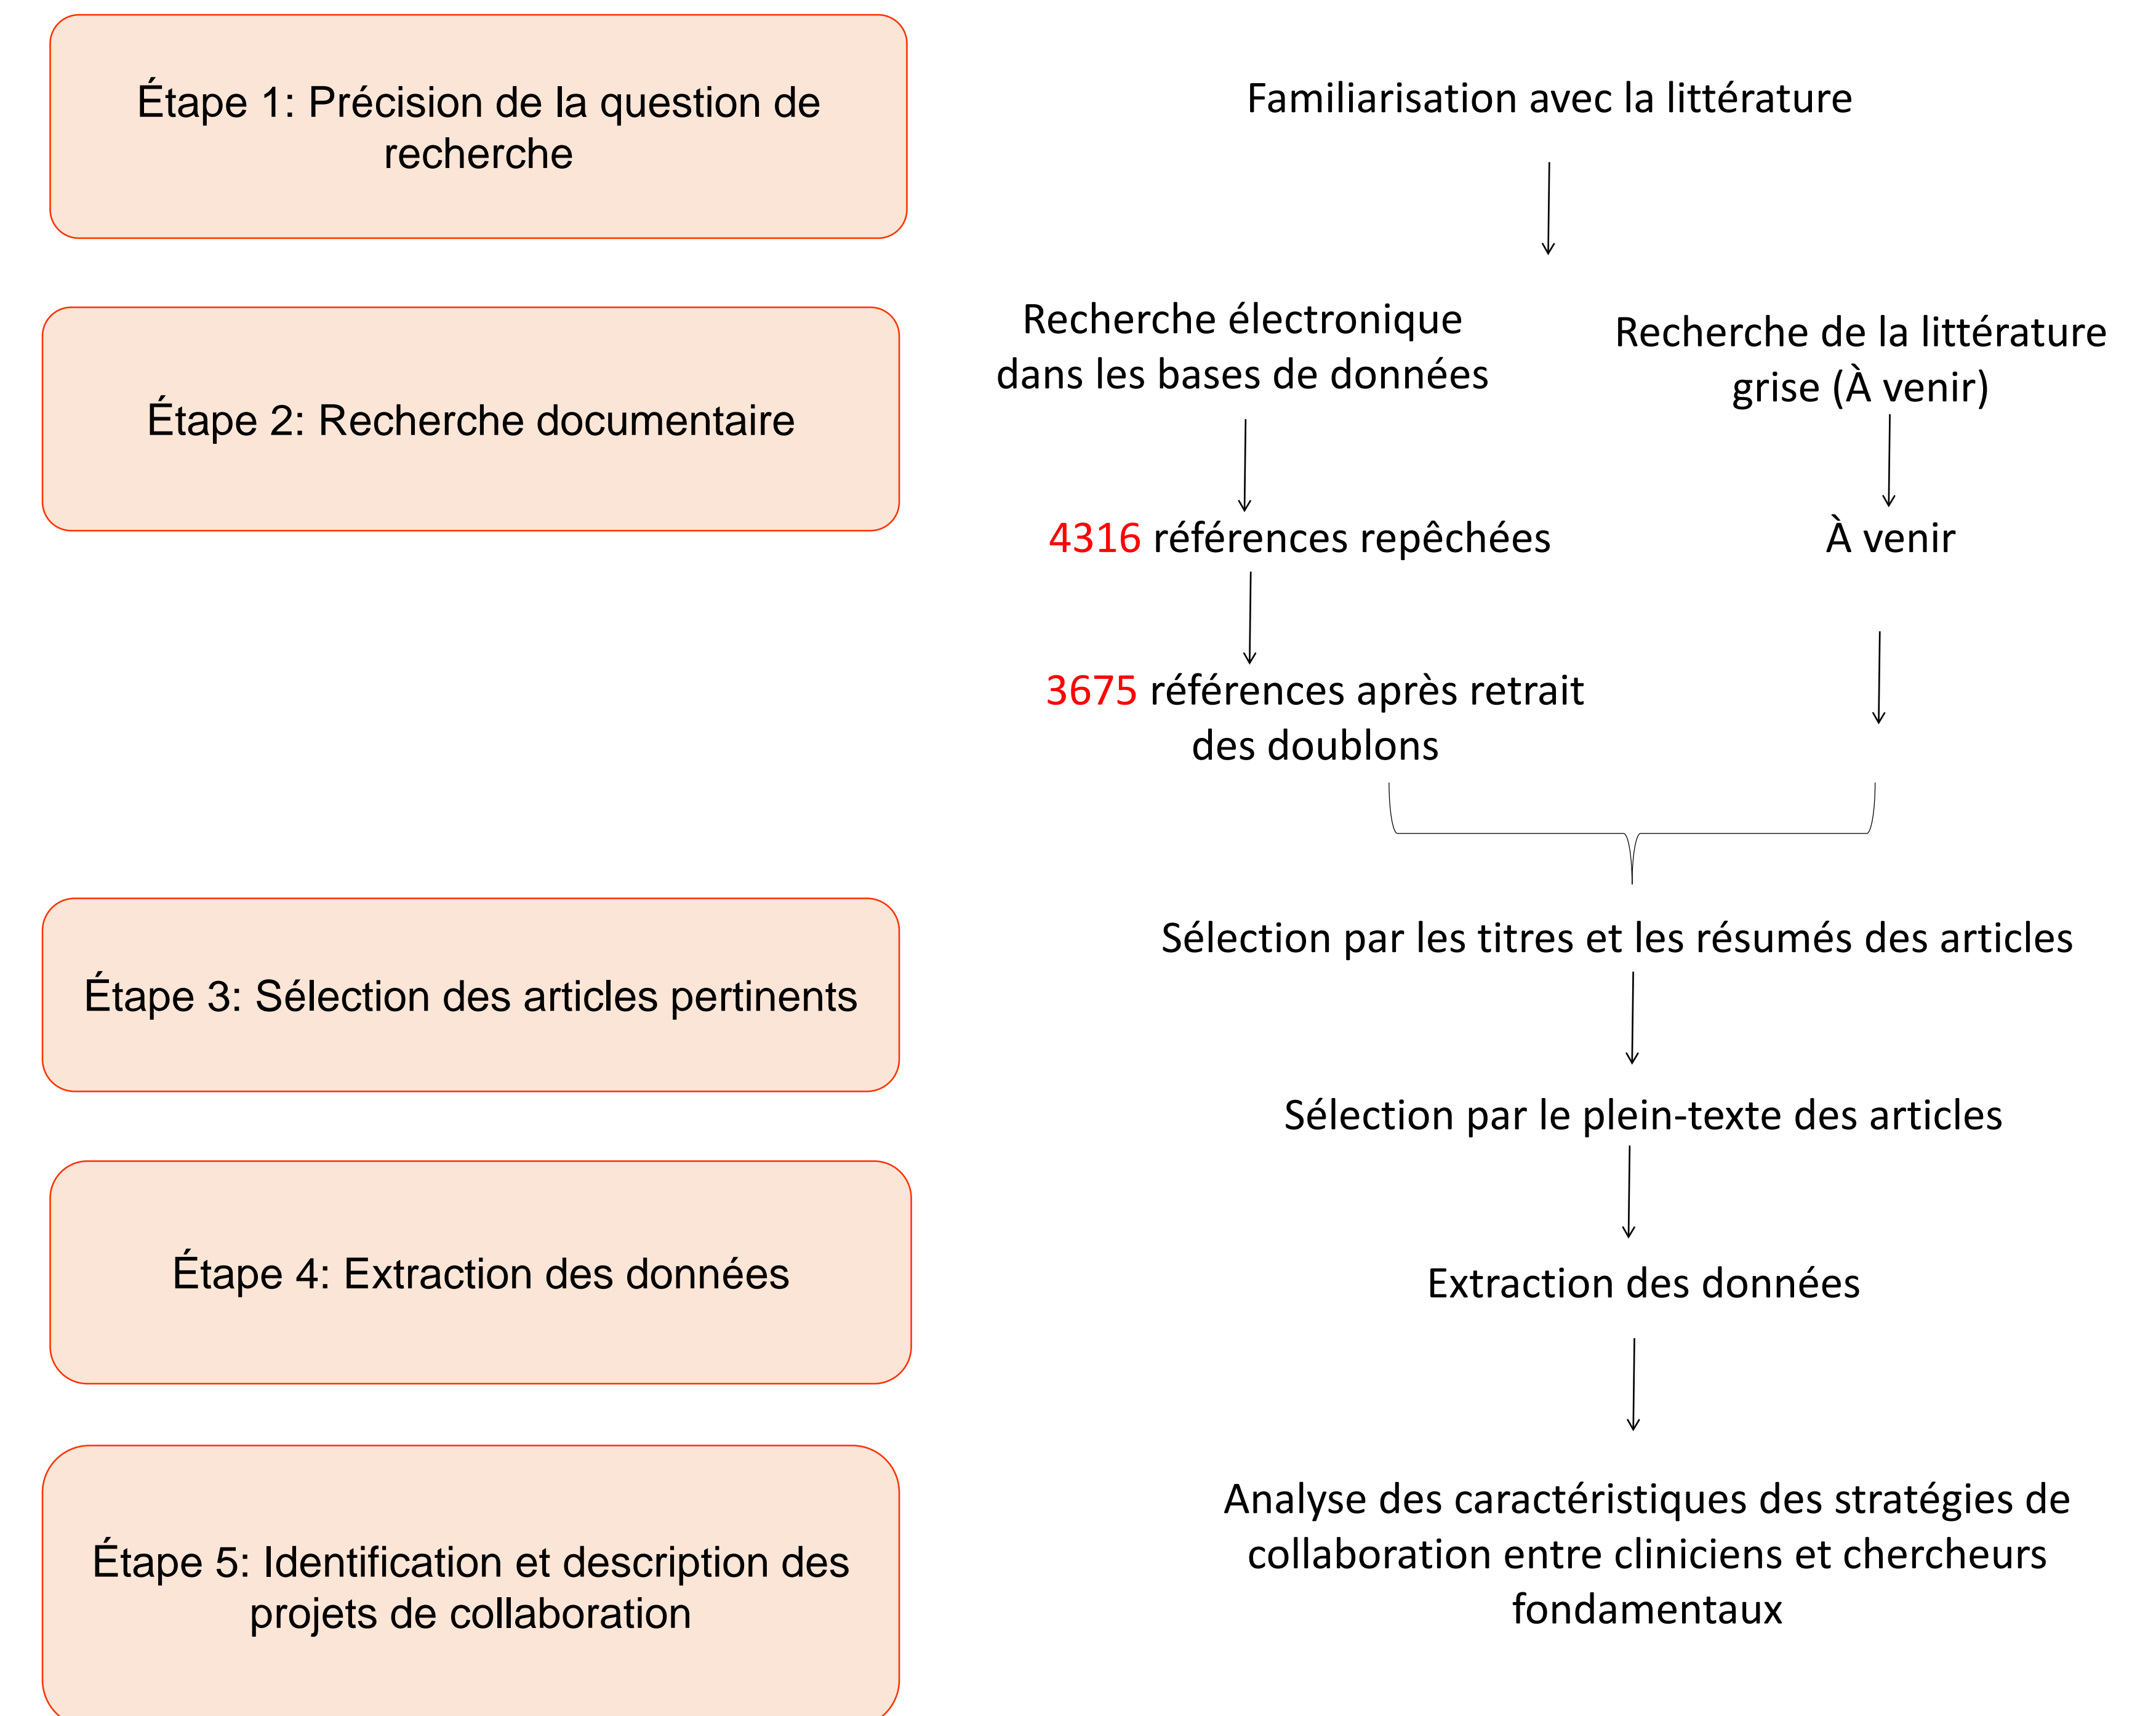 Étape 1: Précision de la question de
recherche
Familiarisation avec la littérature
Étape 2: Recherche documentaire
Recherche électronique
dans les bases de données
Recherche de la littérature
grise (À venir)
4316 références repêchées
À venir
3675 références après retrait
des doublons
Étape 3: Sélection des articles pertinents
Sélection par les titres et les résumés des articles
Sélection par le plein-texte des articles
Étape 4: Extraction des données
Extraction des données
Étape 5: Identification et description des
projets de collaboration
Analyse des caractéristiques des stratégies de
collaboration entre cliniciens et chercheurs
fondamentaux